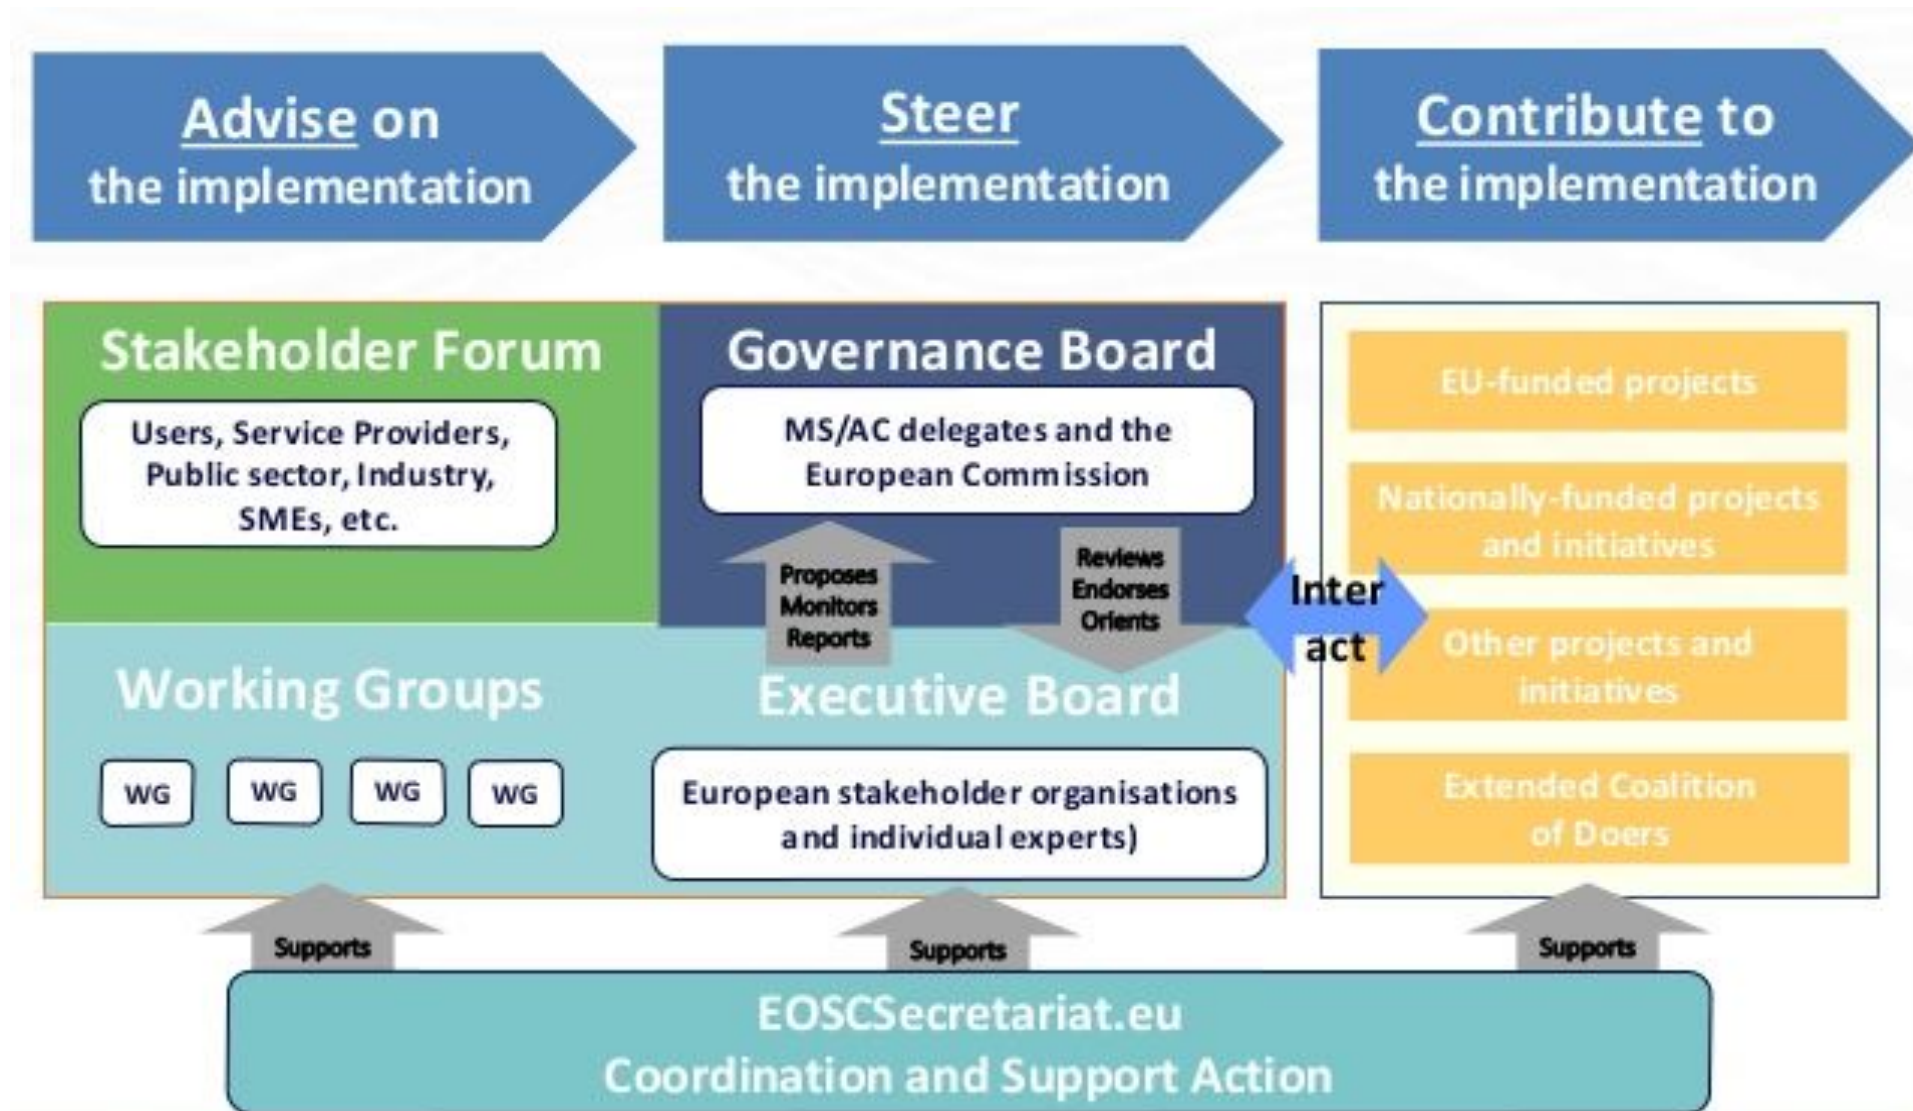 Advise on
the implementation
Steer
the implementation
Contribute to
the implementation
Stakeholder Forum
Users, Service Providers,
Public sector, Industry,
SMEs, etc.
Governance Board
MS/AC delegates and the
European Commission
Proposes
Monitors
Reports
Reviews
Endorses
Orients
Working Groups
WG
WG
WG
WG
Executive Board
European stakeholder organisations
and individual experts)
Inter
act
EU-funded projects
Nationally-funded projects
and initiatives
Other projects and
initiatives
Extended Coalition
of Doers
Supports
Supports
Supports
EOSCSecretariat.eu
Coordination and Support Action